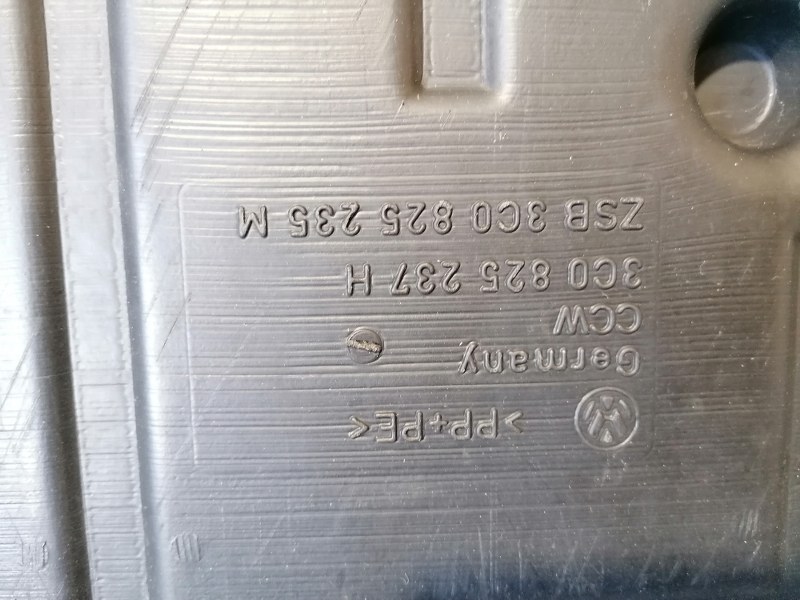 >PP+PE<
Germany
CCW
3C0 825 237 H
ZSB 3C0 825 235 M